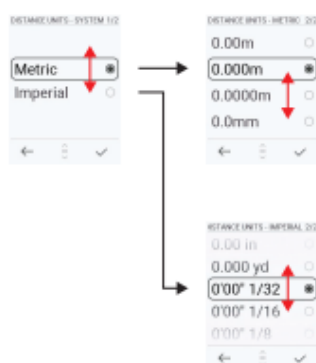 DISTANCE UNITS - SYSTEM 1/2
Metric
Imperial
DISTANCE UNITS - METRIC 2/2
0.00m
0.000m
0.0000m
0.0mm
DISTANCE UNITS - IMPERIAL 2/2
0.00 in
0.000 yd
0'00" 1/32
0'00" 1/16
0'00" 1/8